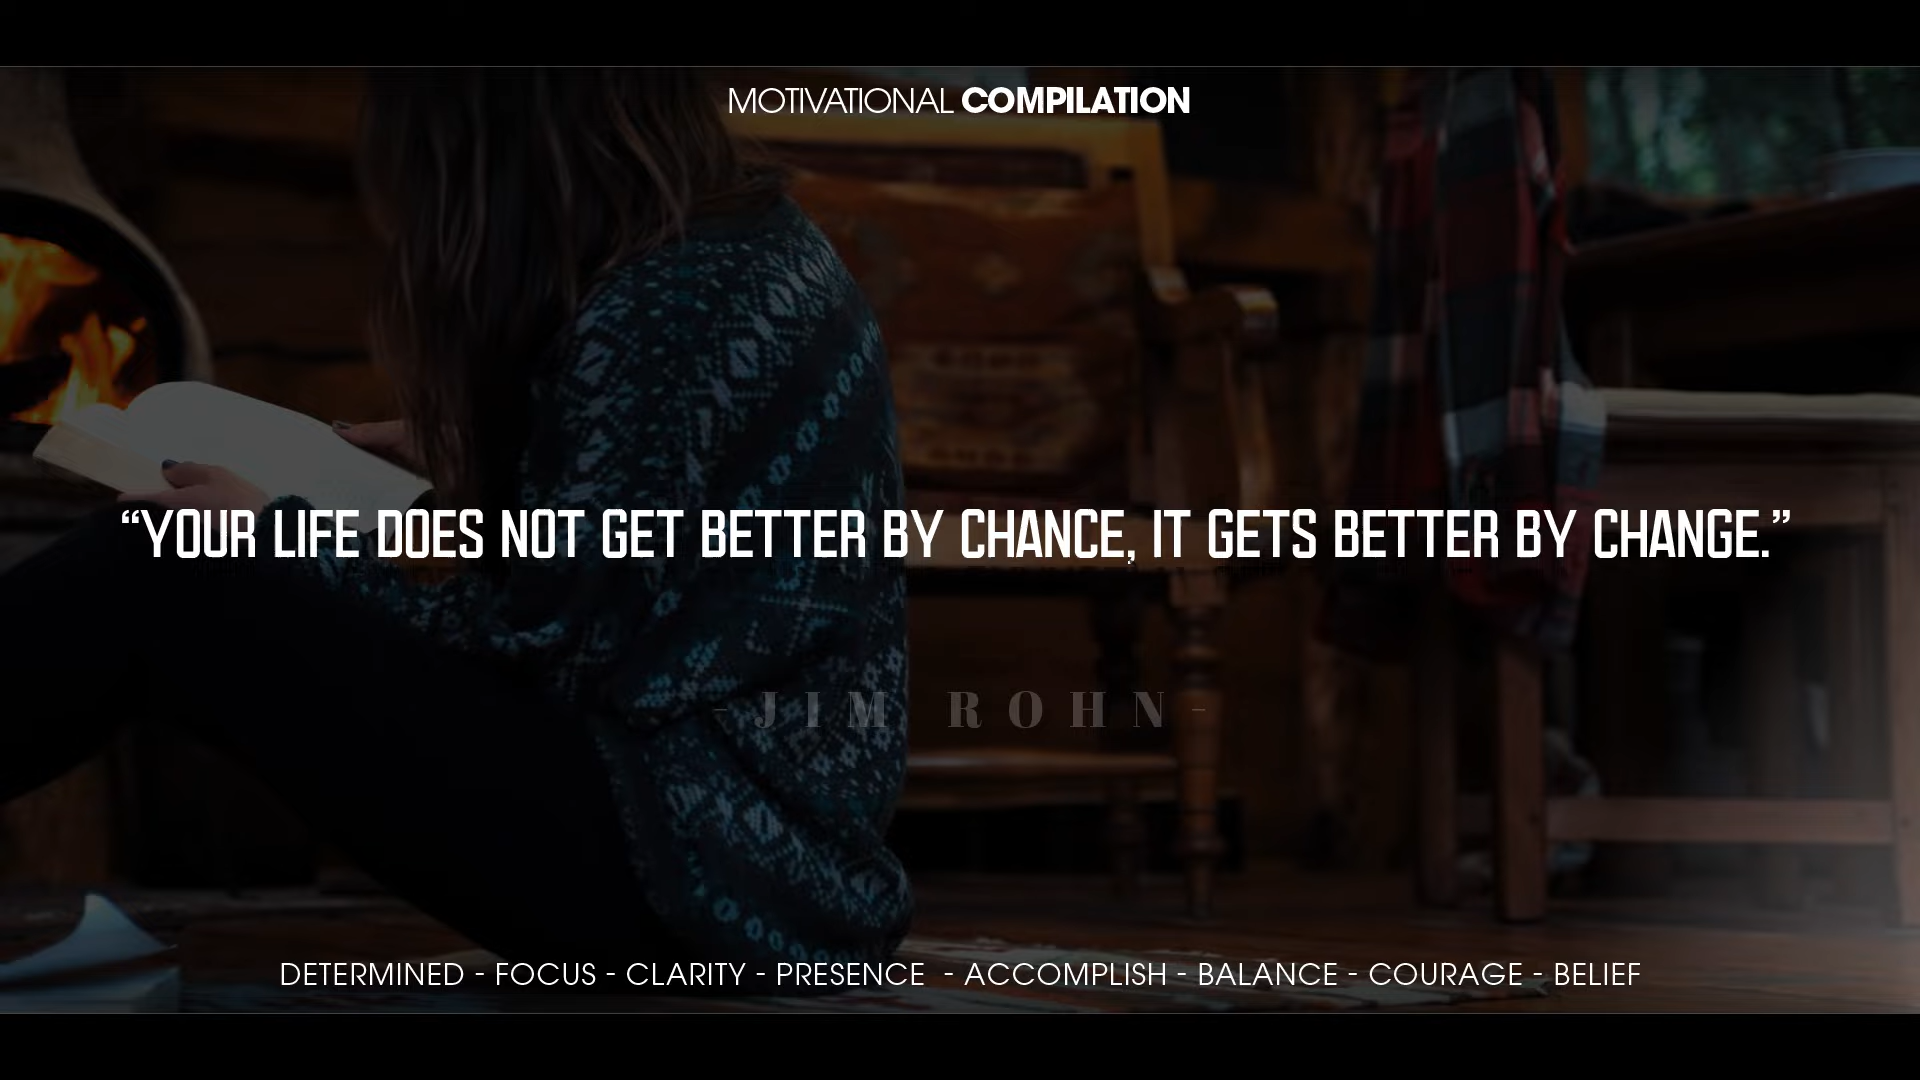 MOTIVATIONAL COMPILATION
“YOUR LIFE DOES NOT GET BETTER BY CHANCE, IT GETS BETTER BY CHANGE.”
- JIM ROHN -
DETERMINED - FOCUS - CLARITY - PRESENCE - ACCOMPLISH - BALANCE - COURAGE - BELIEF